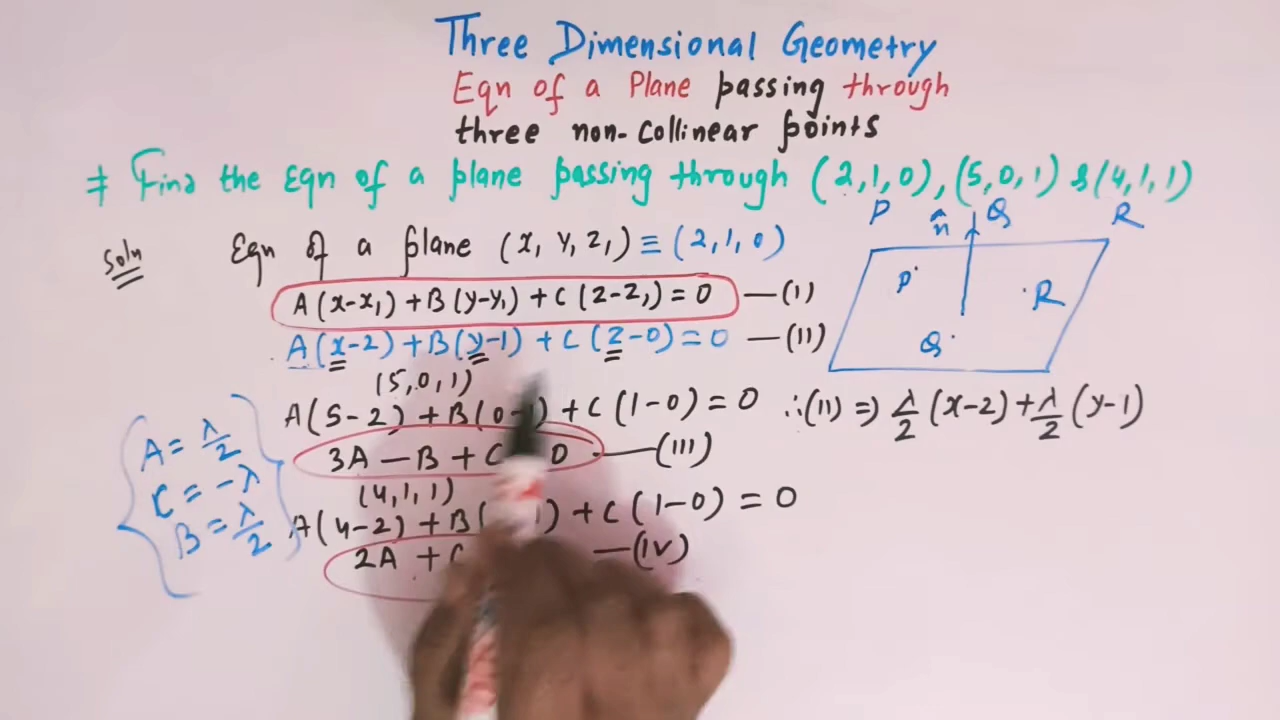 Three Dimensional Geometry
Eqn of a Plane passing through
three non-collinear points
≠ Find the Eqn of a plane passing through (2,1,0), (5,0,1) & (4,1,1)
P Q R
Soln Eqn of a plane (x, y, z₁) ≡ (2,1,0)
n̂
A(x-x₁) + B(y-y₁) + C(z-z₁) = 0 —(I)
P R
Q
A(x-2) + B(y-1) + C(z-0) = 0 —(II)
(5,0,1)
A(5-2) + B(0-1) + C(1-0) = 0
∴(II) ⇒ λ/2 (x-2) + λ/2 (y-1)
3A - B + C 0 —(III)
(4,1,1)
A(4-2) + B( 1) + C(1-0) = 0
2A + C —(IV)
A = λ/2
C = -λ
B = λ/2